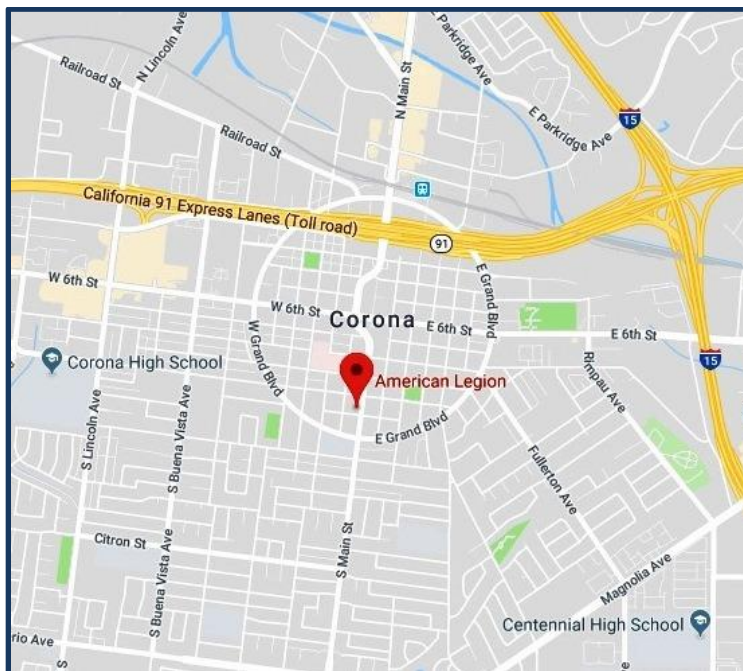 N Lincoln Ave
N Main St
E Parkridge Ave
Railroad St
E Parkridge Ave
15
Railroad St
California 91 Express Lanes (Toll road)
91
W 6th St
E Grand Blvd
W 6th St
Corona
E 6th St
E 6th St
W Grand Blvd
15
Corona High School
American Legion
Rimpau Ave
S Lincoln Ave
S Buena Vista Ave
E Grand Blvd
Fullerton Ave
Citron St
S Main St
S Buena Vista Ave
Magnolia Ave
Centennial High School
rio Ave
S